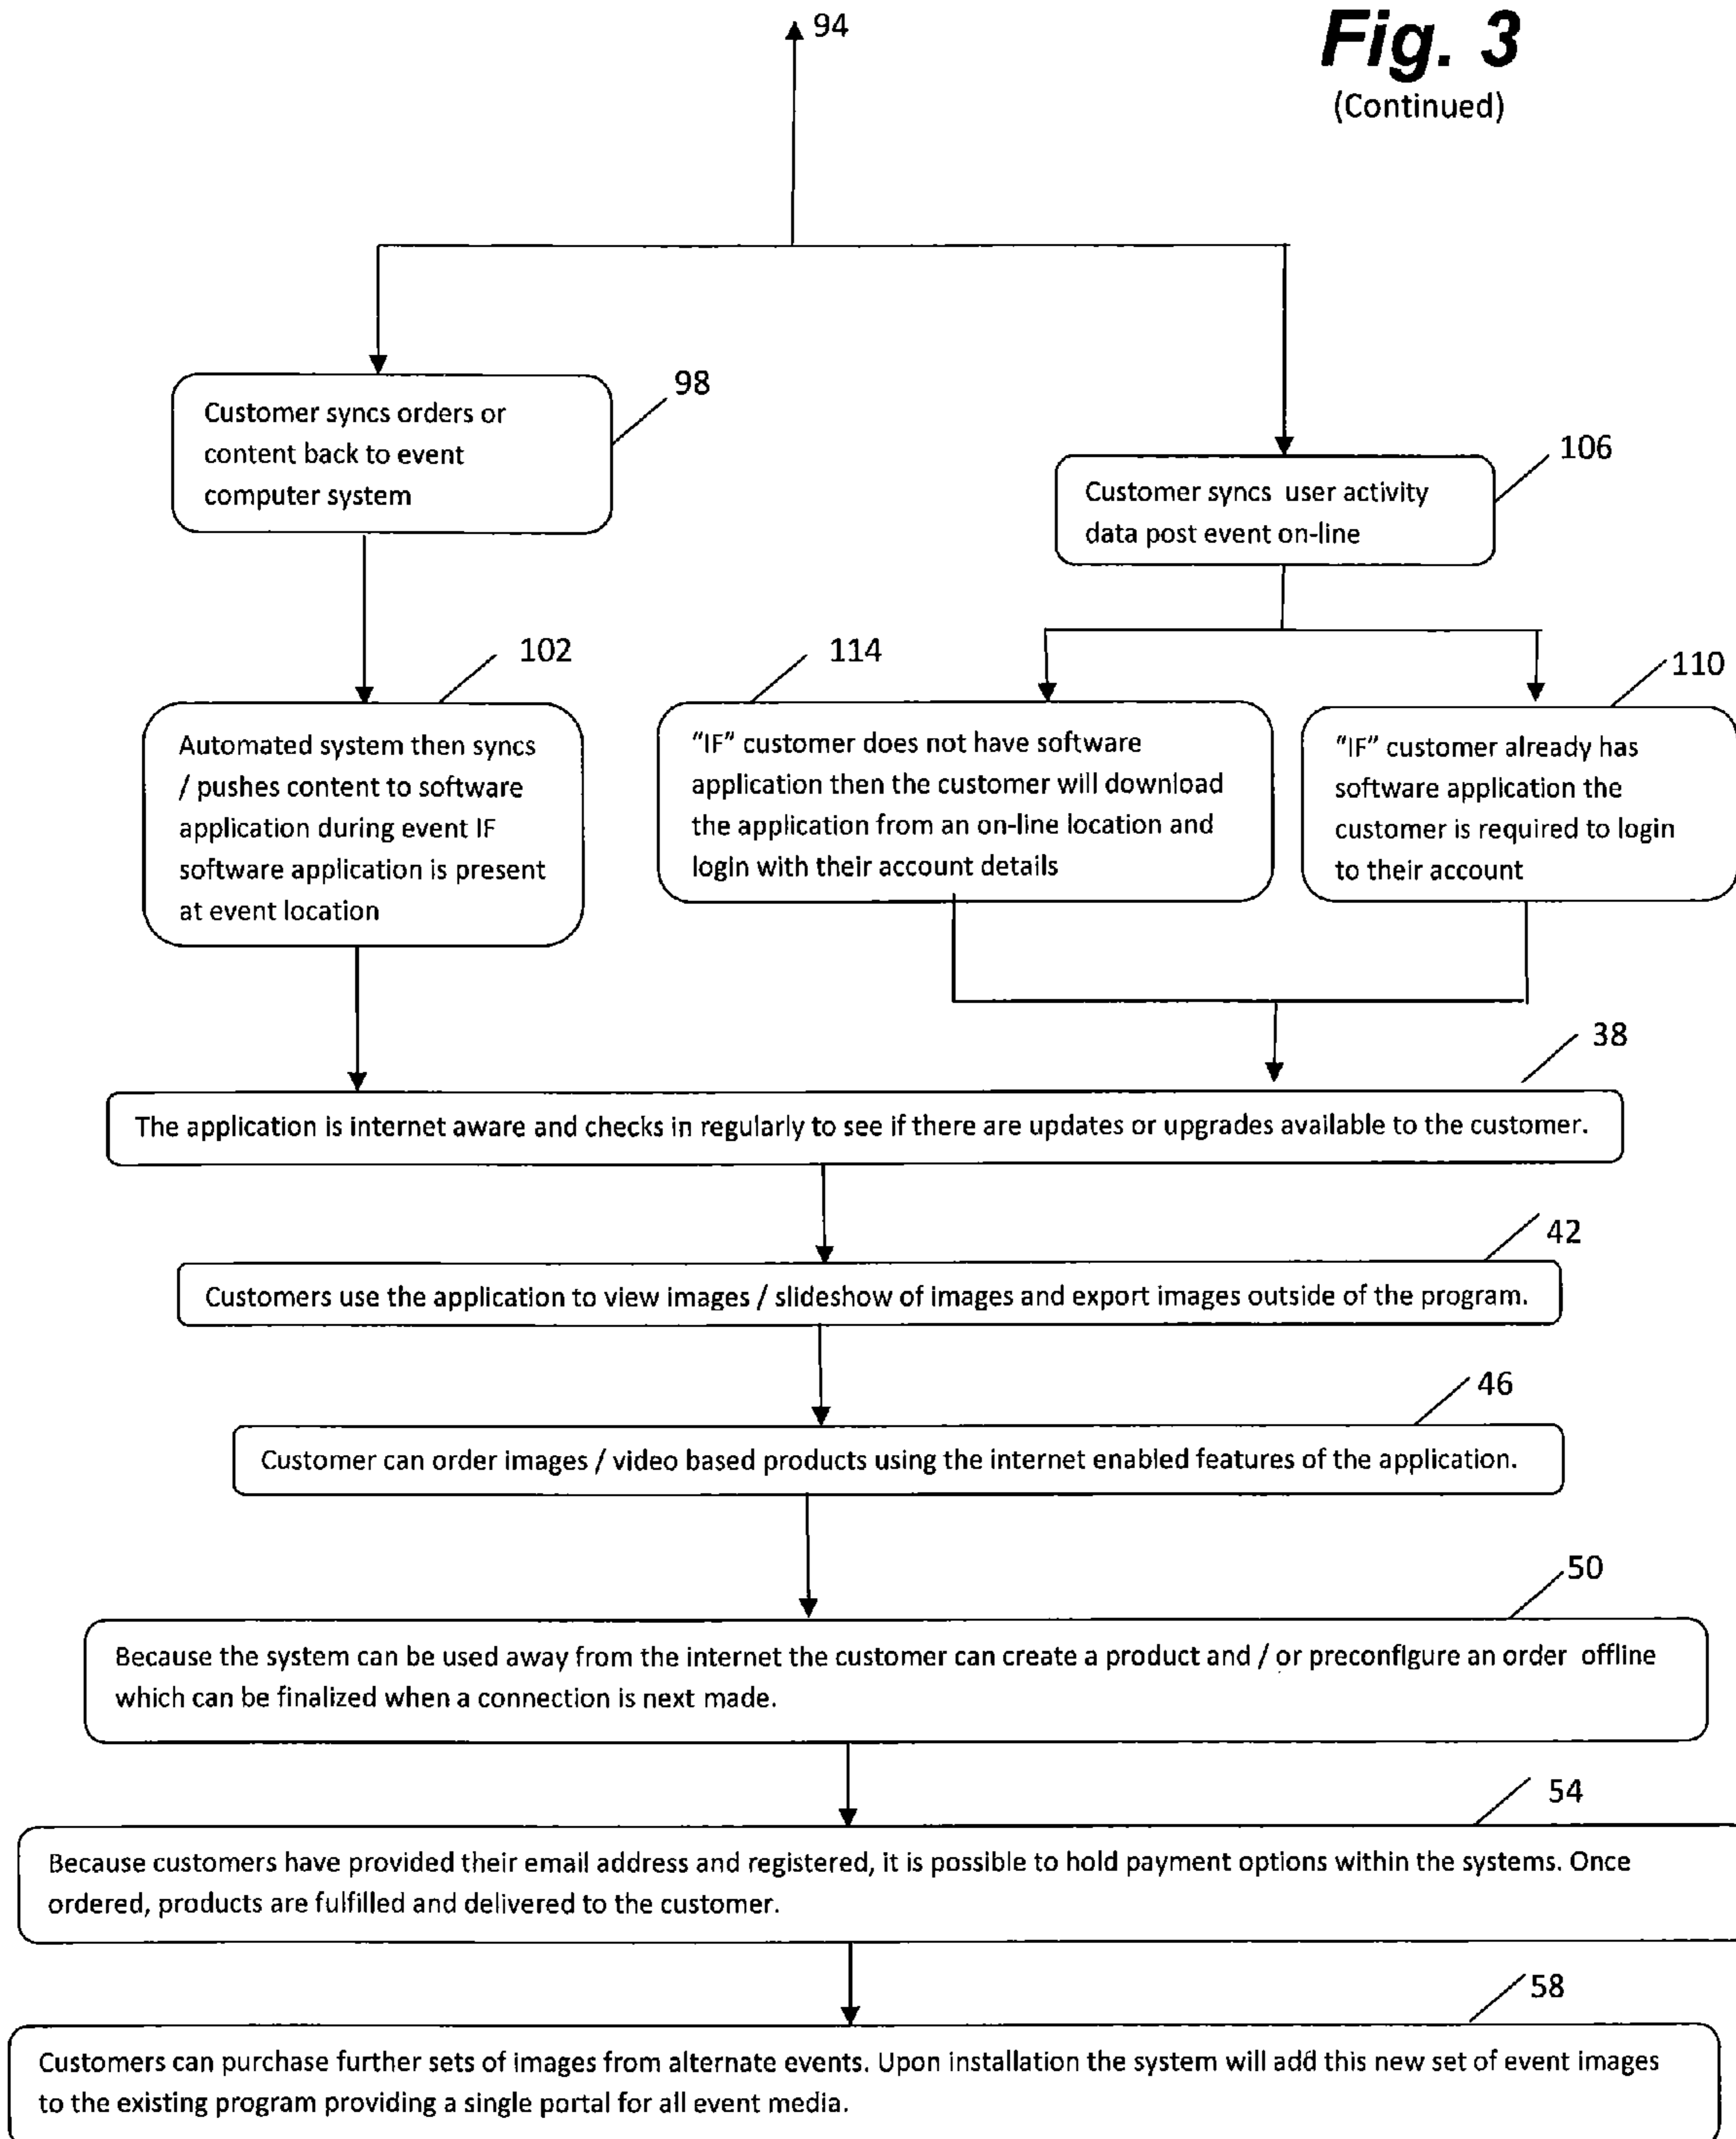 94
Fig. 3
(Continued)
98
Customer syncs orders or
content back to event
computer system
106
Customer syncs user activity
data post event on-line
102
Automated system then syncs
/ pushes content to software
application during event IF
software application is present
at event location
114
"IF" customer does not have software
application then the customer will download
the application from an on-line location and
login with their account details
110
"IF" customer already has
software application the
customer is required to login
to their account
38
The application is internet aware and checks in regularly to see if there are updates or upgrades available to the customer.
42
Customers use the application to view images / slideshow of images and export images outside of the program.
46
Customer can order images / video based products using the internet enabled features of the application.
50
Because the system can be used away from the internet the customer can create a product and / or preconfigure an order offline
which can be finalized when a connection is next made.
54
Because customers have provided their email address and registered, it is possible to hold payment options within the systems. Once
ordered, products are fulfilled and delivered to the customer.
58
Customers can purchase further sets of images from alternate events. Upon installation the system will add this new set of event images
to the existing program providing a single portal for all event media.